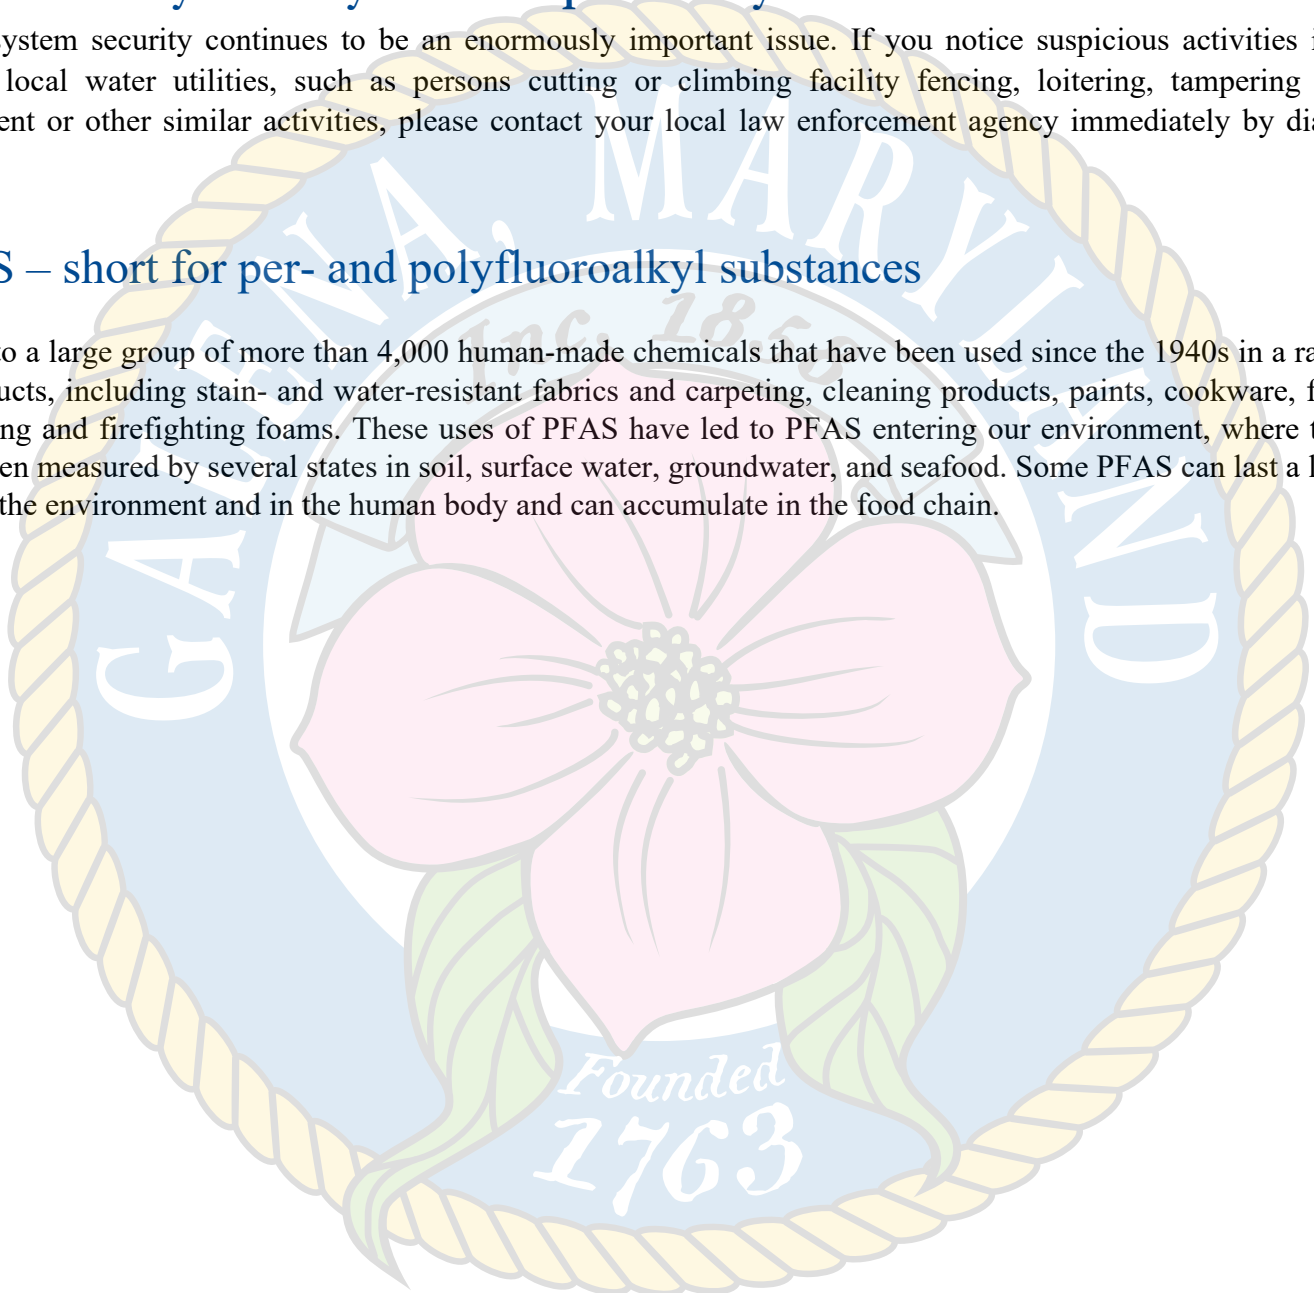 ystem security continues to be an enormously important issue. If you notice suspicious activities i
local water utilities, such as persons cutting or climbing facility fencing, loitering, tampering
ent or other similar activities, please contact your local law enforcement agency immediately by dia
S – short for per- and polyfluoroalkyl substances
to a large group of more than 4,000 human-made chemicals that have been used since the 1940s in a ra
ucts, including stain- and water-resistant fabrics and carpeting, cleaning products, paints, cookware, f
ng and firefighting foams. These uses of PFAS have led to PFAS entering our environment, where t
en measured by several states in soil, surface water, groundwater, and seafood. Some PFAS can last a l
the environment and in the human body and can accumulate in the food chain.
GALENA, MARYLAND
Inc. 1858
Founded
1763